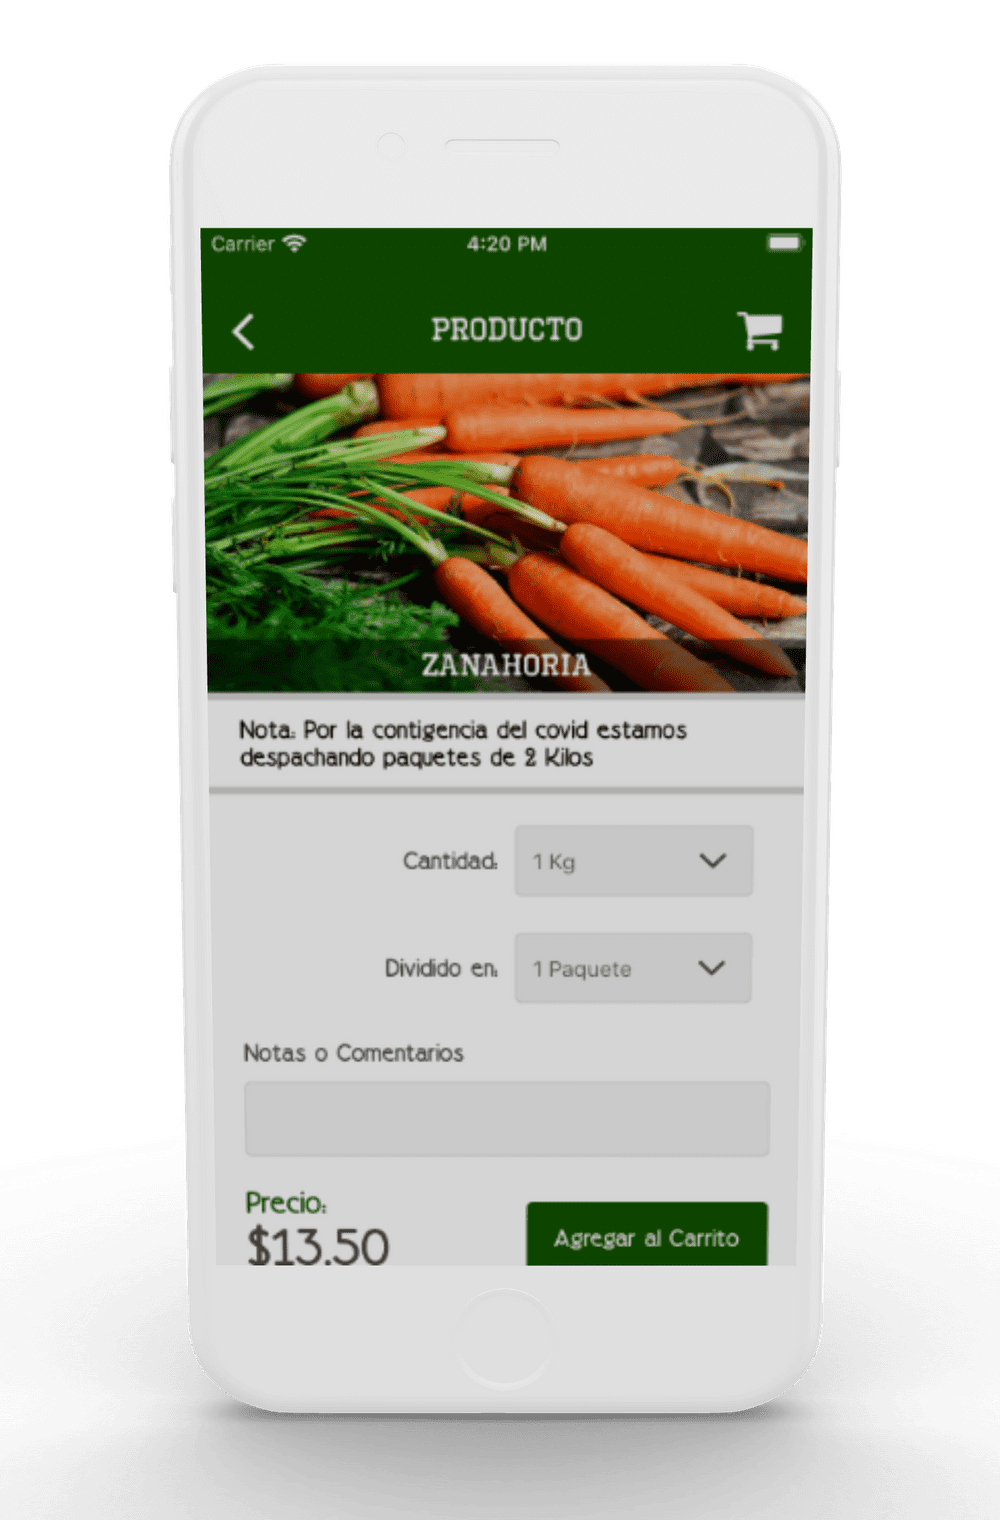 Carrier 4:20 PM
PRODUCTO
ZANAHORIA
Nota: Por la contigencia del covid estamos
despachando paquetes de 2 Kilos
Cantidad: 1 Kg
Dividido en: 1 Paquete
Notas o Comentarios
Precio:
$13.50
Agregar al Carrito